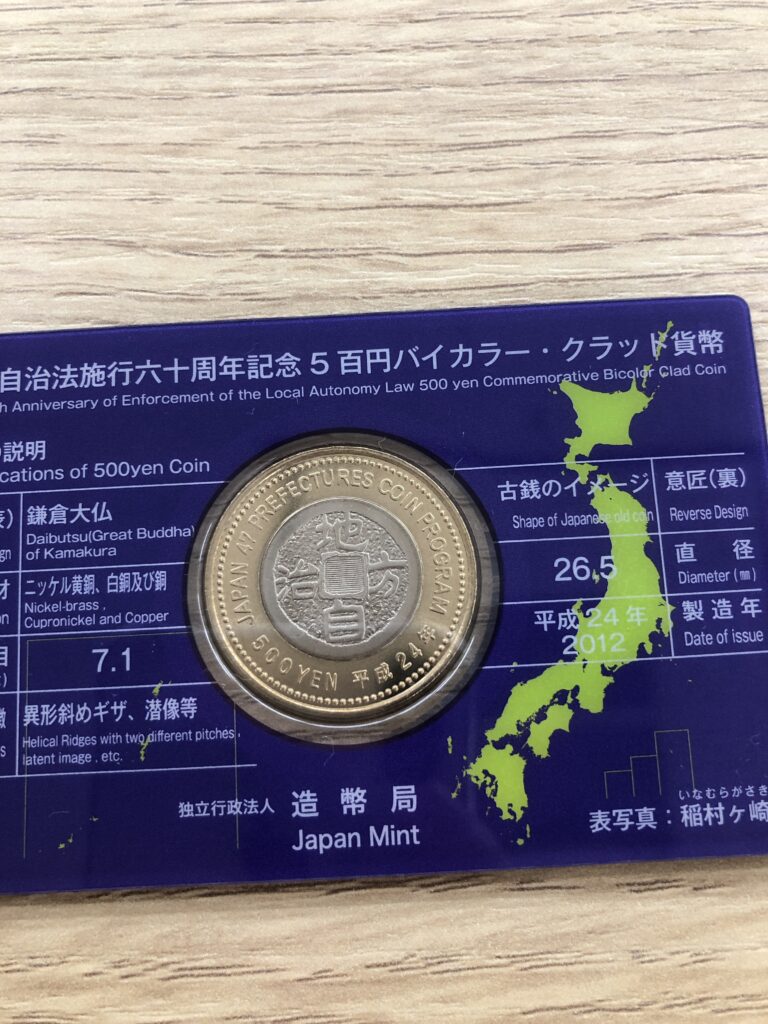 自治法施行六十周年記念5百円バイカラー・クラッド貨幣
h Anniversary of Enforcement of the Local Autonomy Law 500 yen Commemorative Bicolor Clad Coin
説明
cations of 500yen Coin
鎌倉大仏
Daibutsu(Great Buddha)
of Kamakura
ニッケル黄銅、白銅及び銅
Nickel-brass,
Cupronickel and Copper
7.1
異形斜めギザ、潜像等
Helical Ridges with two different pitches,
latent image, etc.
JAPAN 47 PREFECTURES COIN PROGRAM
地方自治
500YEN 平成24年
古銭のイメージ 意匠(裏)
Shape of Japanese old coin Reverse Design
26.5 直径
Diameter(mm)
平成24年 製造年
2012 Date of issue
独立行政法人 造幣局
Japan Mint
いなむらがさき
表写真:稲村ヶ崎